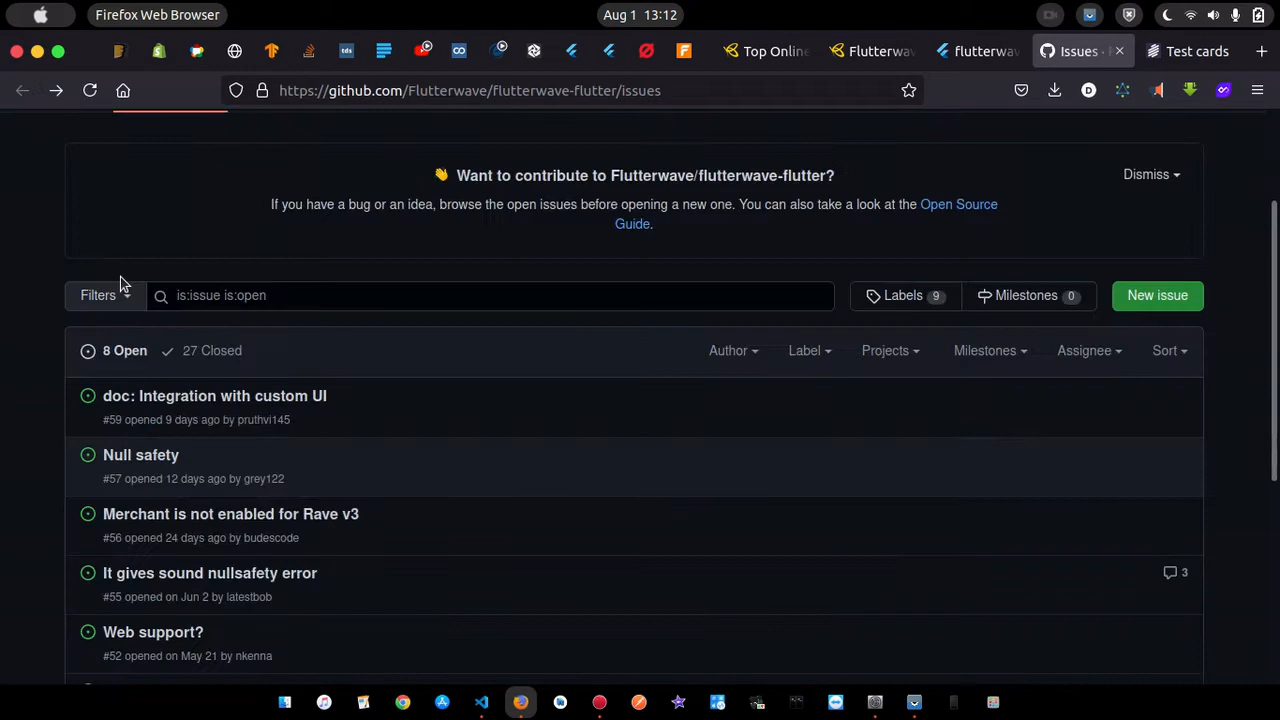 Firefox Web Browser
Aug 1 13:12
tds
Top Online
Flutterwav
flutterwav
Issues ·
Test cards
https://github.com/Flutterwave/flutterwave-flutter/issues
👋 Want to contribute to Flutterwave/flutterwave-flutter?
Dismiss
If you have a bug or an idea, browse the open issues before opening a new one. You can also take a look at the Open Source
Guide.
Filters
is:issue is:open
Labels 9
Milestones 0
New issue
8 Open
27 Closed
Author
Label
Projects
Milestones
Assignee
Sort
doc: Integration with custom UI
#59 opened 9 days ago by pruthvi145
Null safety
#57 opened 12 days ago by grey122
Merchant is not enabled for Rave v3
#56 opened 24 days ago by budescode
It gives sound nullsafety error
3
#55 opened on Jun 2 by latestbob
Web support?
#52 opened on May 21 by nkenna